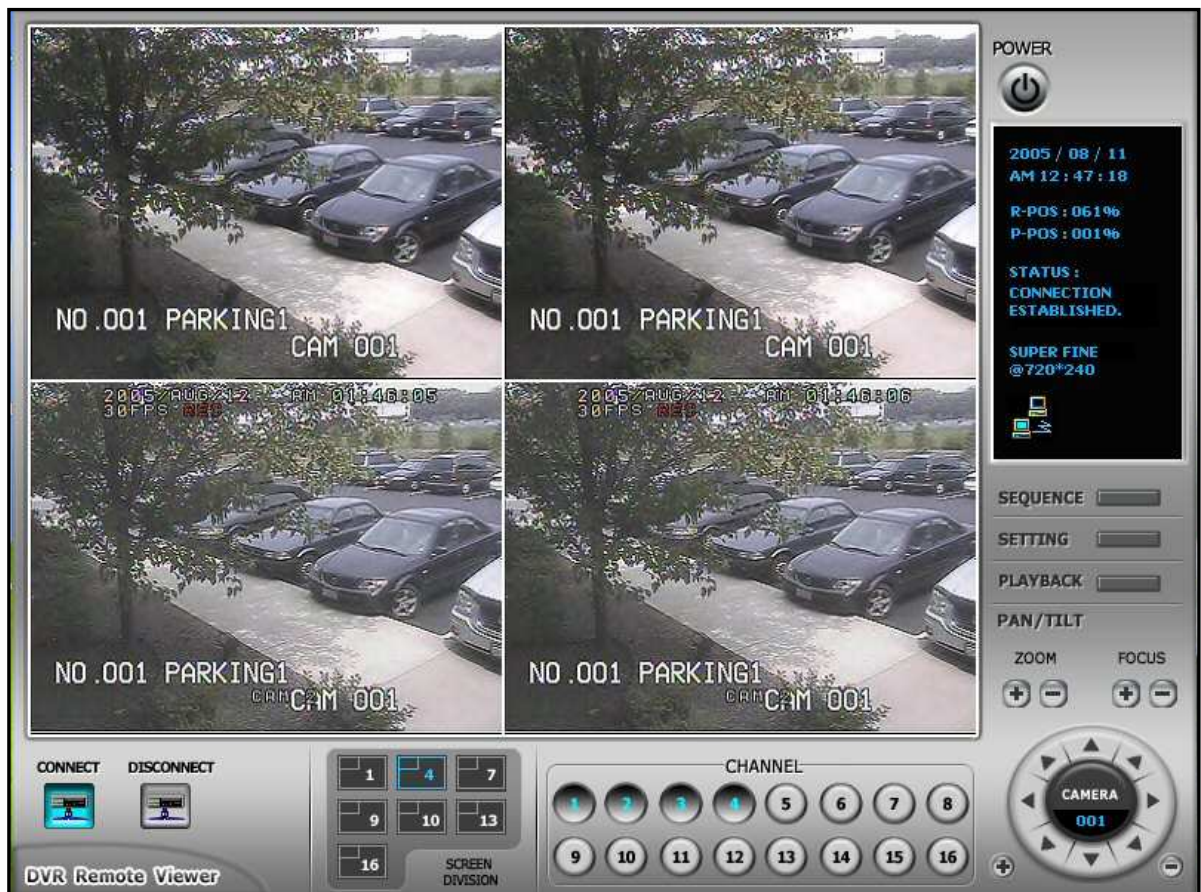 POWER
2005 / 08 / 11
AM 12 : 47 : 18
R-POS : 061%
P-POS : 001%
STATUS :
CONNECTION
ESTABLISHED.
SUPER FINE
@720*240
NO.001 PARKING1
CAM 001
NO.001 PARKING1
CAM 001
2005/AUG/12 AM 01:46:05
30FPS REC
NO.001 PARKING1
CAM 001
2005/AUG/12 AM 01:46:06
30FPS REC
NO.001 PARKING1
CAM 001
SEQUENCE
SETTING
PLAYBACK
PAN/TILT
ZOOM FOCUS
+ − + −
CONNECT DISCONNECT
1 4 7
9 10 13
16
SCREEN
DIVISION
CHANNEL
1 2 3 4 5 6 7 8
9 10 11 12 13 14 15 16
CAMERA
001
+ −
DVR Remote Viewer